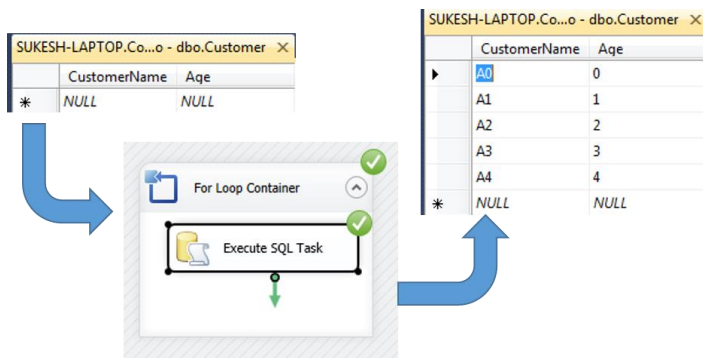 SUKESH-LAPTOP.Co...o - dbo.Customer ×
CustomerName Age
NULL NULL
For Loop Container
Execute SQL Task
SUKESH-LAPTOP.Co...o - dbo.Customer ×
CustomerName Age
A0 0
A1 1
A2 2
A3 3
A4 4
NULL NULL